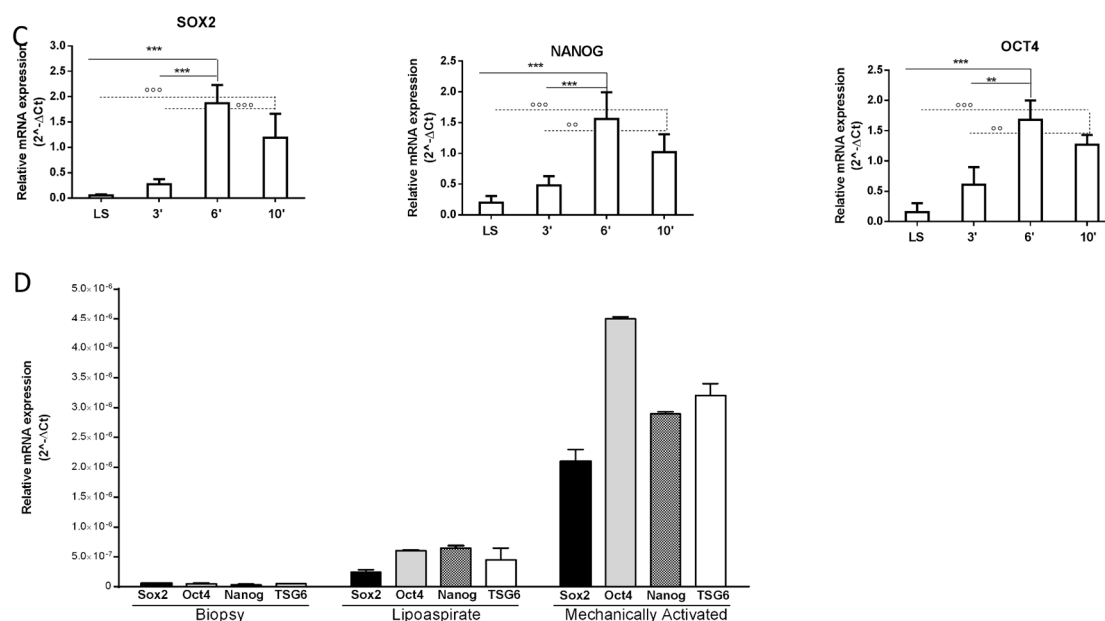 C
SOX2
Relative mRNA expression
(2^-ΔCt)
3.0
2.5
2.0
1.5
1.0
0.5
0.0
***
***
°°°
°°°
LS 3' 6' 10'
NANOG
Relative mRNA expression
(2^-ΔCt)
2.5
2.0
1.5
1.0
0.5
0.0
***
***
°°°
°°
LS 3' 6' 10'
OCT4
Relative mRNA expression
(2^-ΔCt)
2.5
2.0
1.5
1.0
0.5
0.0
***
**
°°°
°°
LS 3' 6' 10'
D
Relative mRNA expression
(2^-ΔCt)
5.0×10⁻⁶
4.5×10⁻⁶
4.0×10⁻⁶
3.5×10⁻⁶
3.0×10⁻⁶
2.5×10⁻⁶
2.0×10⁻⁶
1.5×10⁻⁶
1.0×10⁻⁶
5.0×10⁻⁷
0
Sox2 Oct4 Nanog TSG6 Sox2 Oct4 Nanog TSG6 Sox2 Oct4 Nanog TSG6
Biopsy Lipoaspirate Mechanically Activated